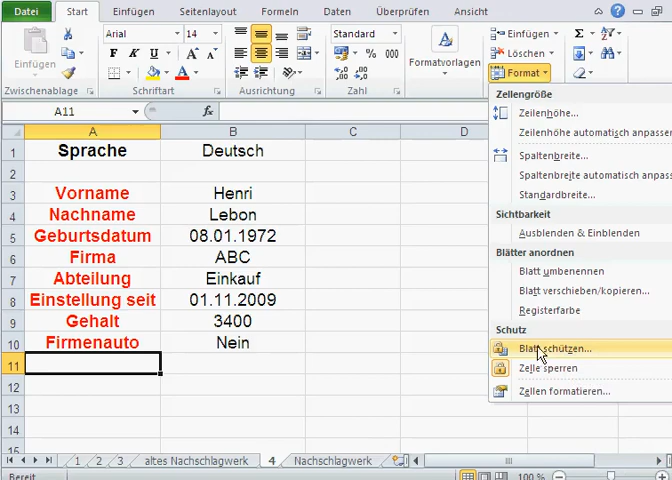 Datei Start Einfügen Seitenlayout Formeln Daten Überprüfen Ansicht
Arial 14 Standard Einfügen Σ
Einfügen F K U A A % 000 Formatvorlagen Löschen
Format
Zwischenablage Schriftart Ausrichtung Zahl
A11 fx
A B C D
1 Sprache Deutsch
2
3 Vorname Henri
4 Nachname Lebon
5 Geburtsdatum 08.01.1972
6 Firma ABC
7 Abteilung Einkauf
8 Einstellung seit 01.11.2009
9 Gehalt 3400
10 Firmenauto Nein
11
12
13
14
15
Zellengröße
Zeilenhöhe...
Zeilenhöhe automatisch anpasser
Spaltenbreite...
Spaltenbreite automatisch anpass
Standardbreite...
Sichtbarkeit
Ausblenden & Einblenden
Blätter anordnen
Blatt umbenennen
Blatt verschieben/kopieren...
Registerfarbe
Schutz
Blatt schützen...
Zelle sperren
Zellen formatieren...
1 2 3 altes Nachschlagwerk 4 Nachschlagwerk
Bereit 100 %